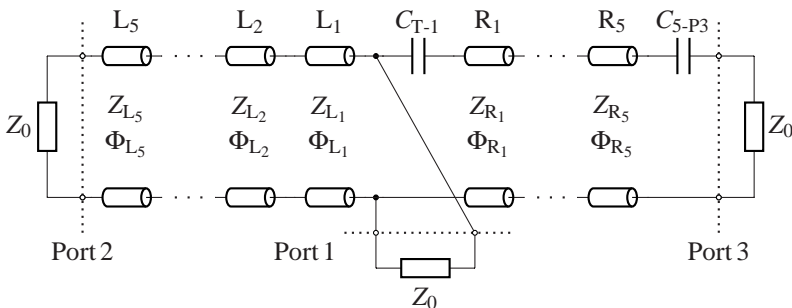 L5 L2 L1 CT-1 R1 R5 C5-P3
Z0 ZL5 ZL2 ZL1 ZR1 ZR5 Z0
ΦL5 ΦL2 ΦL1 ΦR1 ΦR5
Port 2 Port 1 Port 3
Z0